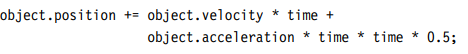 object.position += object.velocity * time +
object.acceleration * time * time * 0.5;